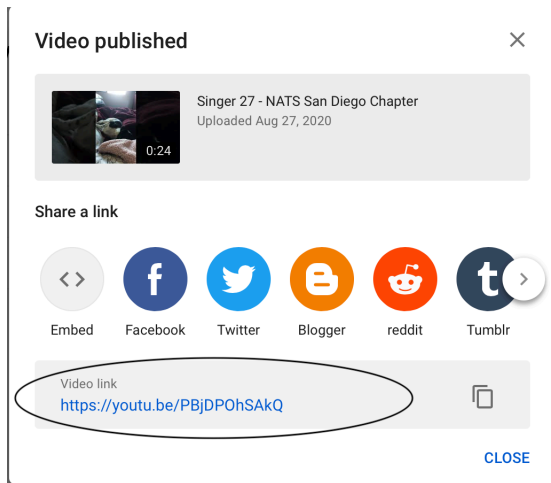 Video published
Singer 27 - NATS San Diego Chapter
Uploaded Aug 27, 2020
0:24
Share a link
Embed Facebook Twitter Blogger reddit Tumblr
Video link
https://youtu.be/PBjDPOhSAkQ
CLOSE